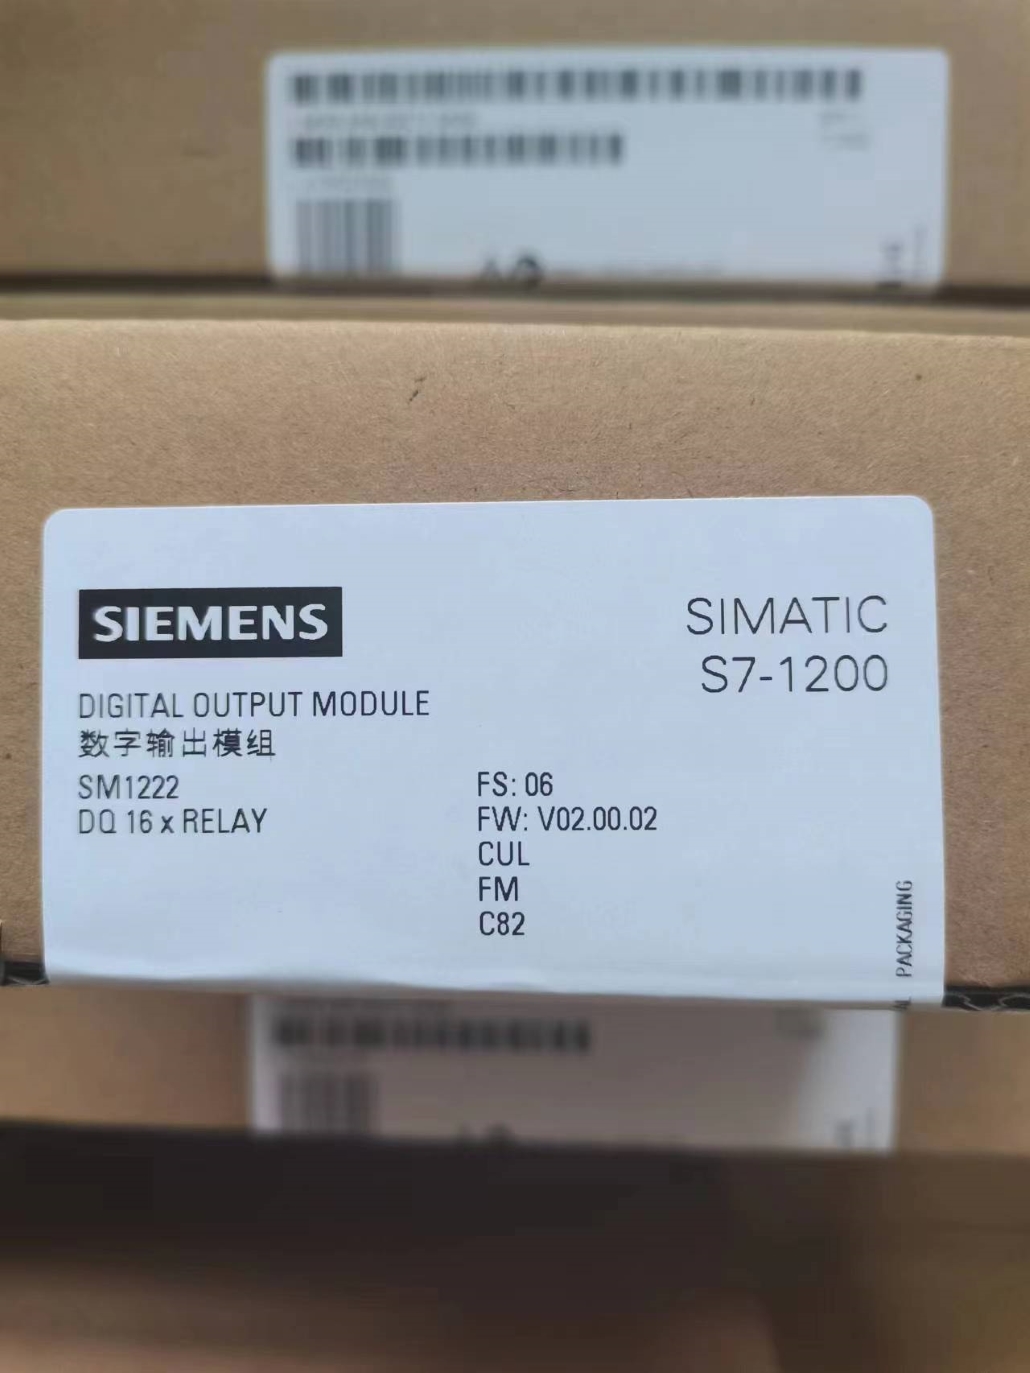 SIEMENS
SIMATIC
S7-1200
DIGITAL OUTPUT MODULE
数字输出模组
SM1222
DQ 16 x RELAY
FS: 06
FW: V02.00.02
CUL
FM
C82
PACKAGING